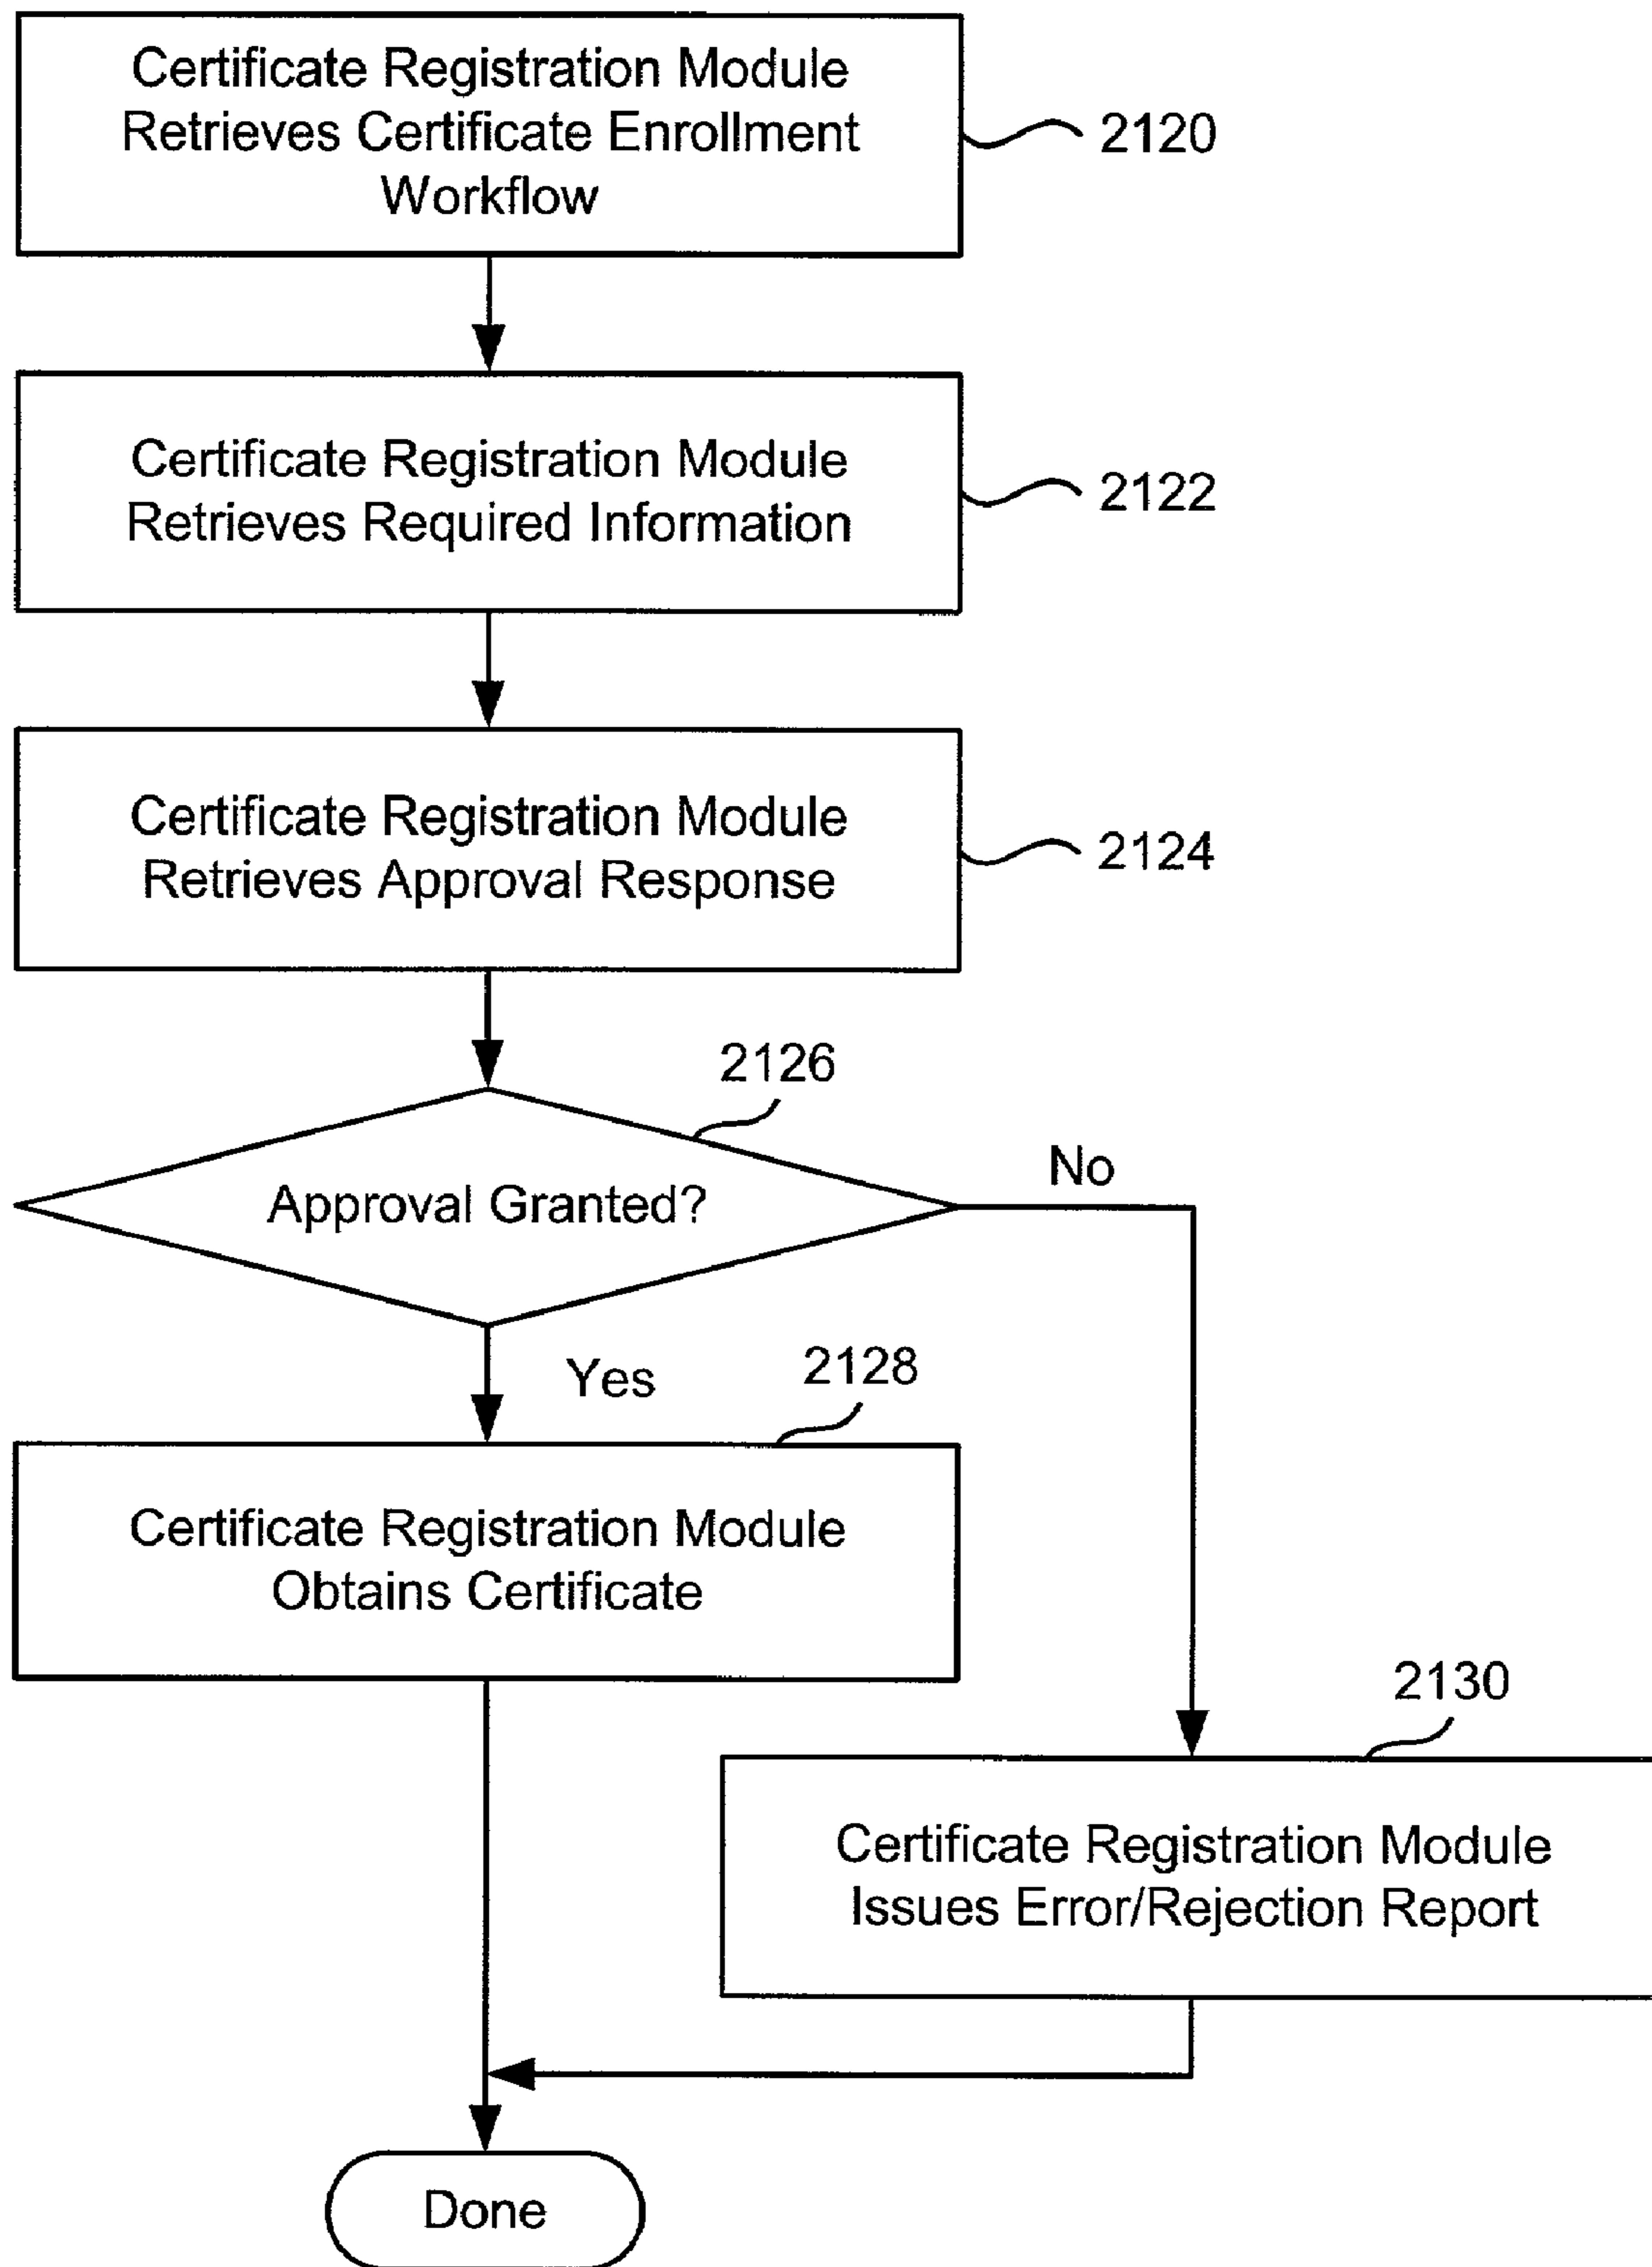 Certificate Registration Module
Retrieves Certificate Enrollment
Workflow
2120
Certificate Registration Module
Retrieves Required Information
2122
Certificate Registration Module
Retrieves Approval Response
2124
2126
Approval Granted?
No
Yes
2128
Certificate Registration Module
Obtains Certificate
2130
Certificate Registration Module
Issues Error/Rejection Report
Done